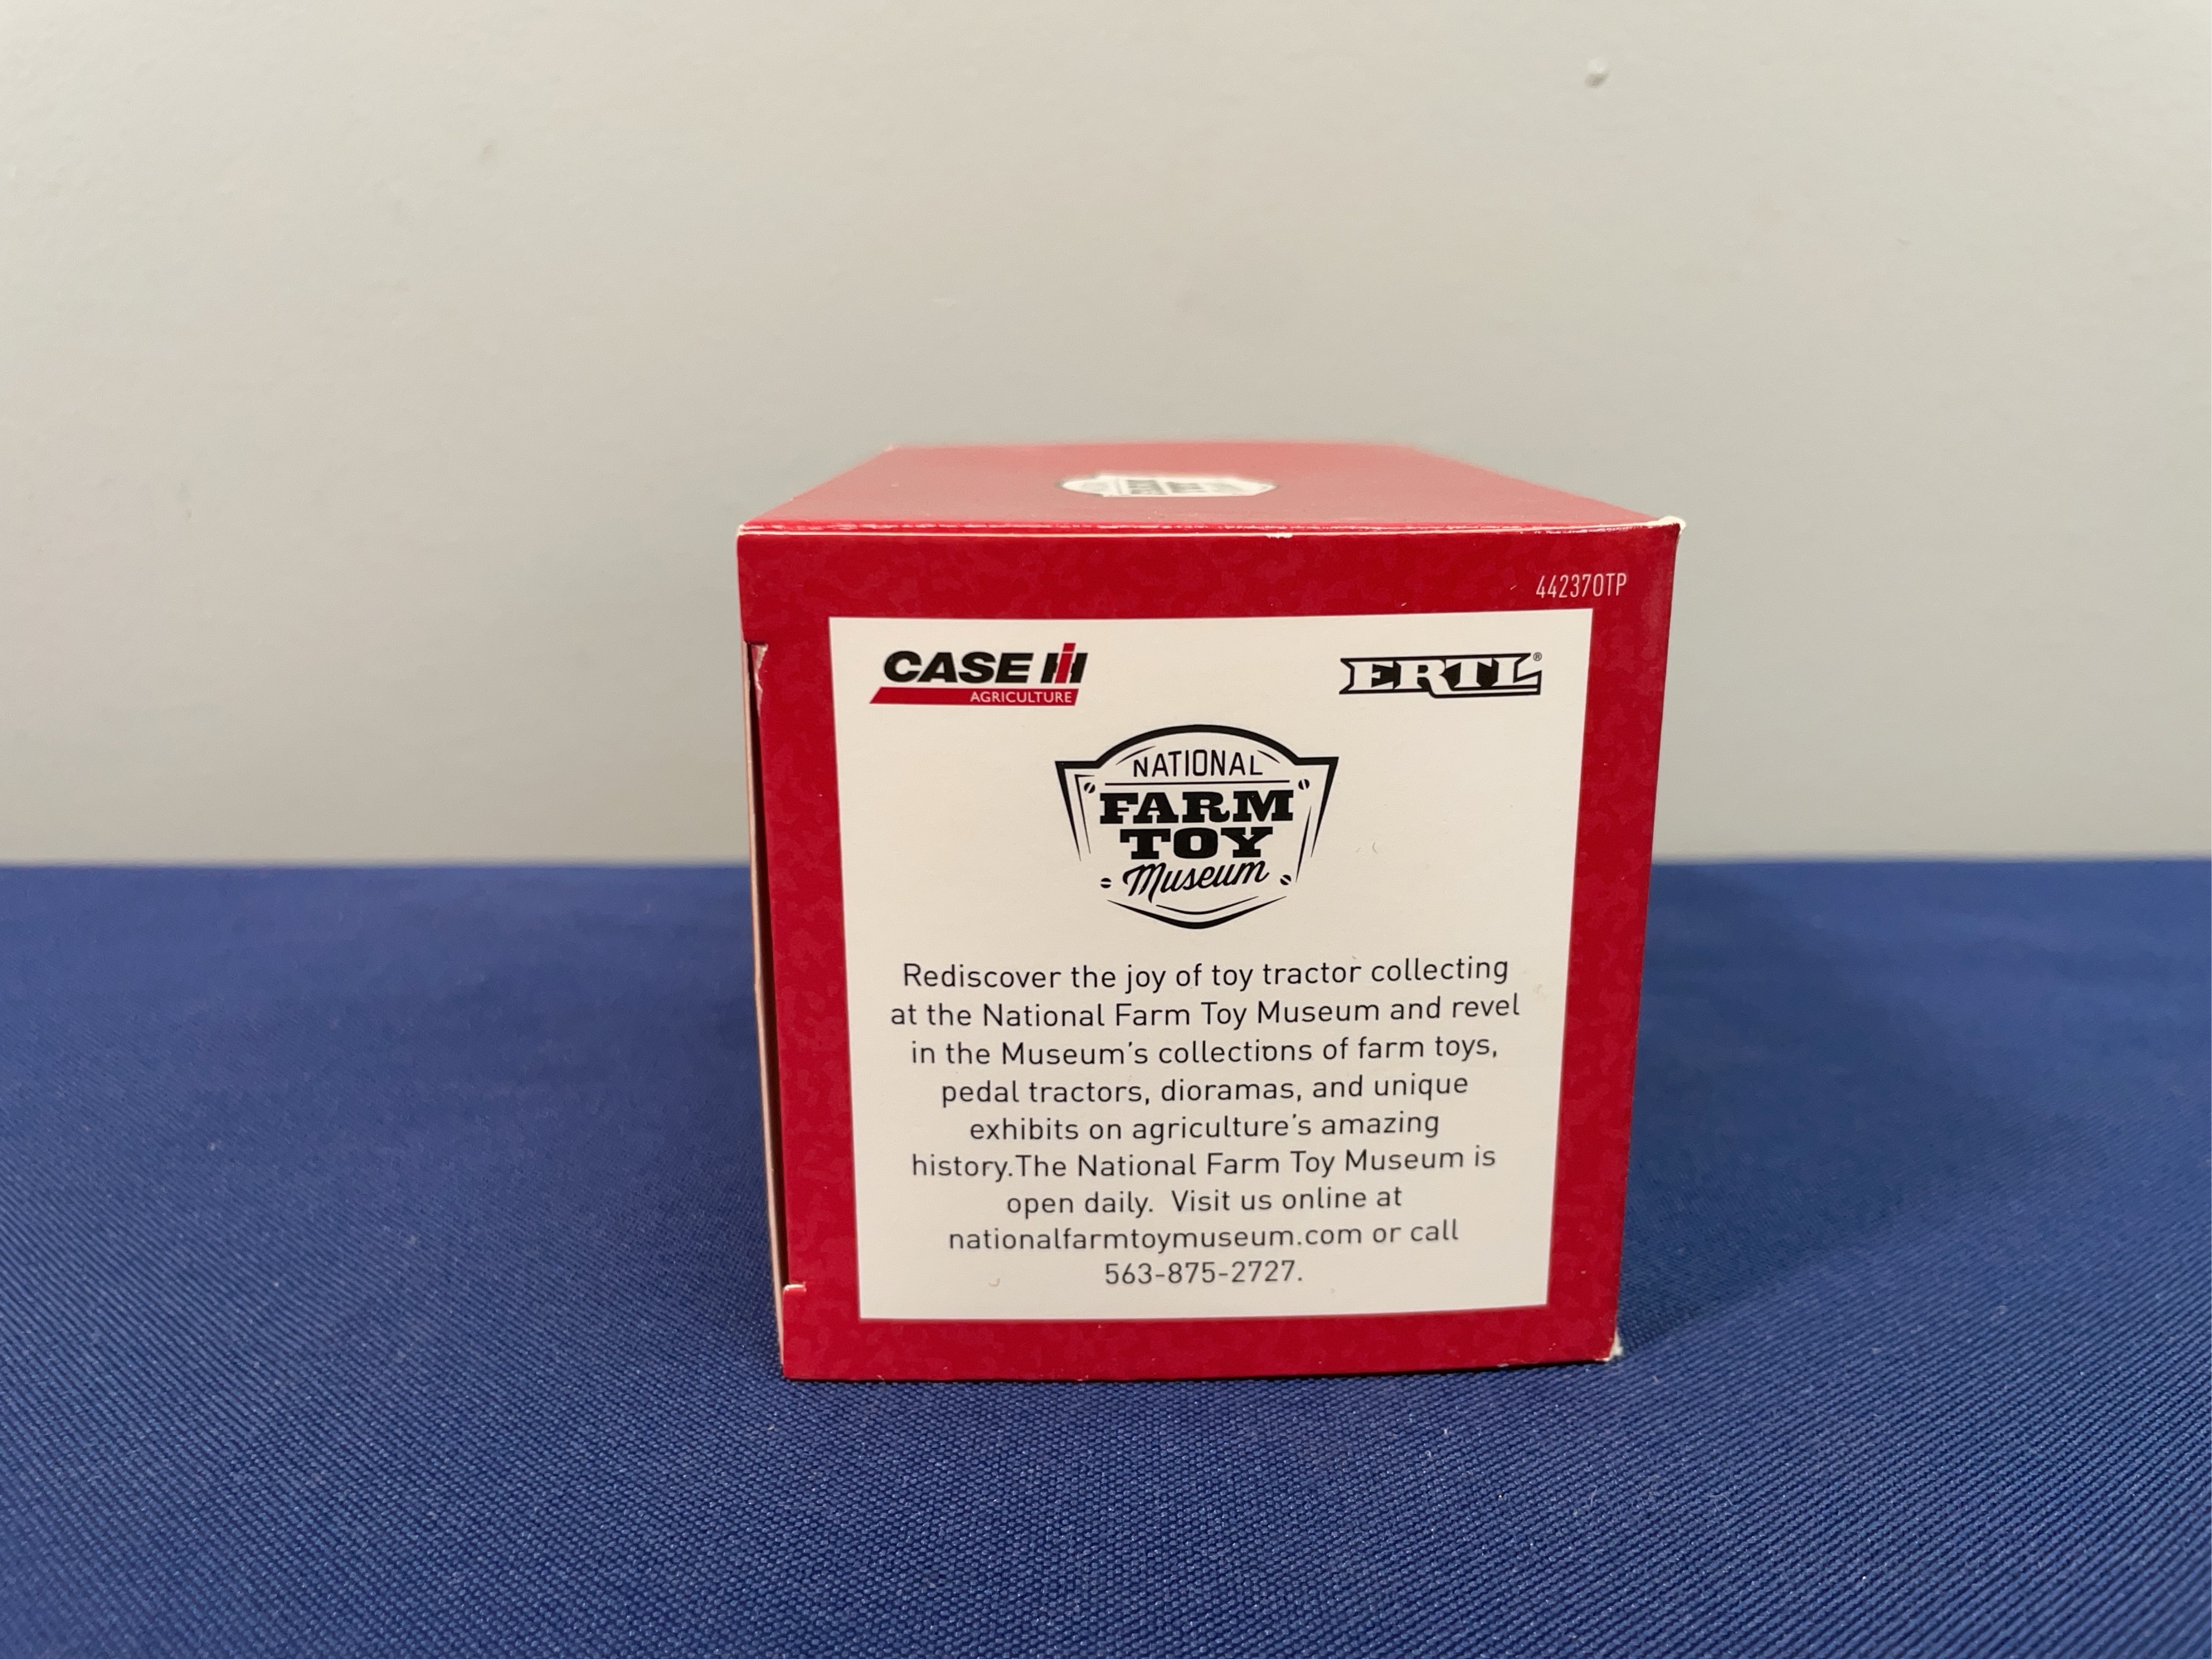 442370TP
CASE IH
AGRICULTURE
ERTL®
NATIONAL
FARM
TOY
Museum
Rediscover the joy of toy tractor collecting
at the National Farm Toy Museum and revel
in the Museum's collections of farm toys,
pedal tractors, dioramas, and unique
exhibits on agriculture's amazing
history.The National Farm Toy Museum is
open daily.  Visit us online at
nationalfarmtoymuseum.com or call
563-875-2727.